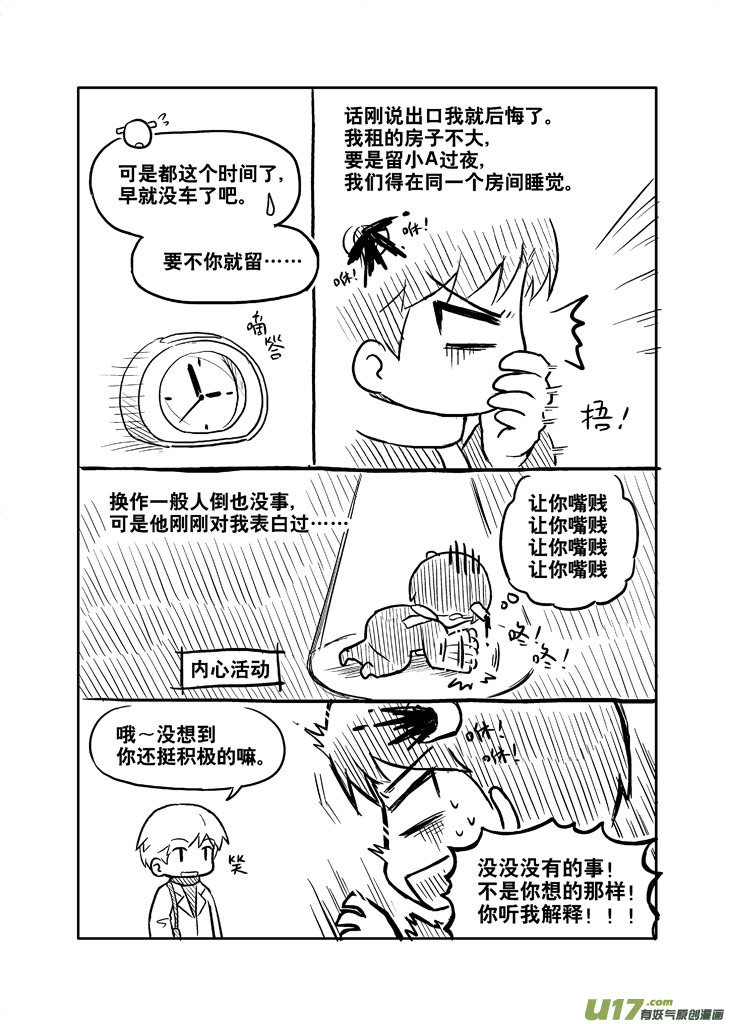 可是都这个时间了，
早就没车了吧。
要不你就留……
嘀
答
话刚说出口我就后悔了。
我租的房子不大，
要是留小A过夜，
我们得在同一个房间睡觉。
咻！
咻！
捂！
换作一般人倒也没事，
可是他刚刚对我表白过……
让你嘴贱
让你嘴贱
让你嘴贱
让你嘴贱
咚！
咚！
内心活动
哦～没想到
你还挺积极的嘛。
笑
咻！
咻！
没没没有的事！
不是你想的那样！
你听我解释！！！
U17.com
有妖气原创漫画